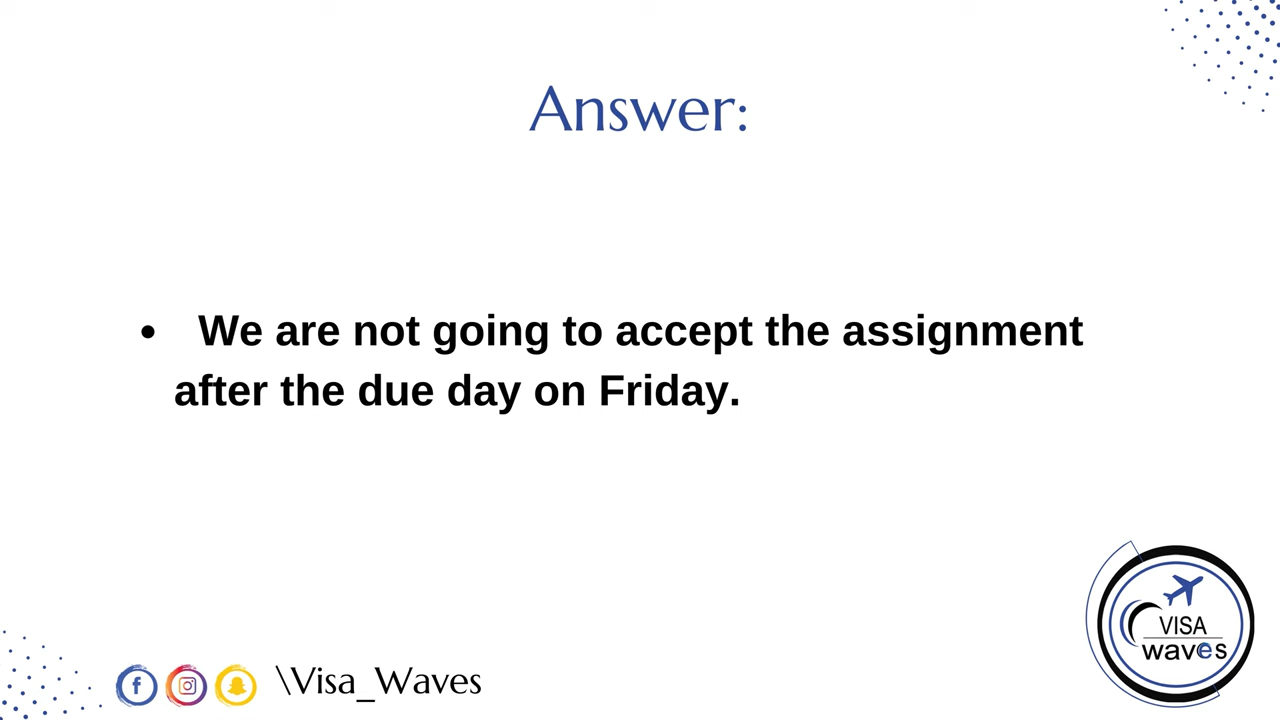 Answer:
• We are not going to accept the assignment
after the due day on Friday.
VISA
waves
\Visa_Waves